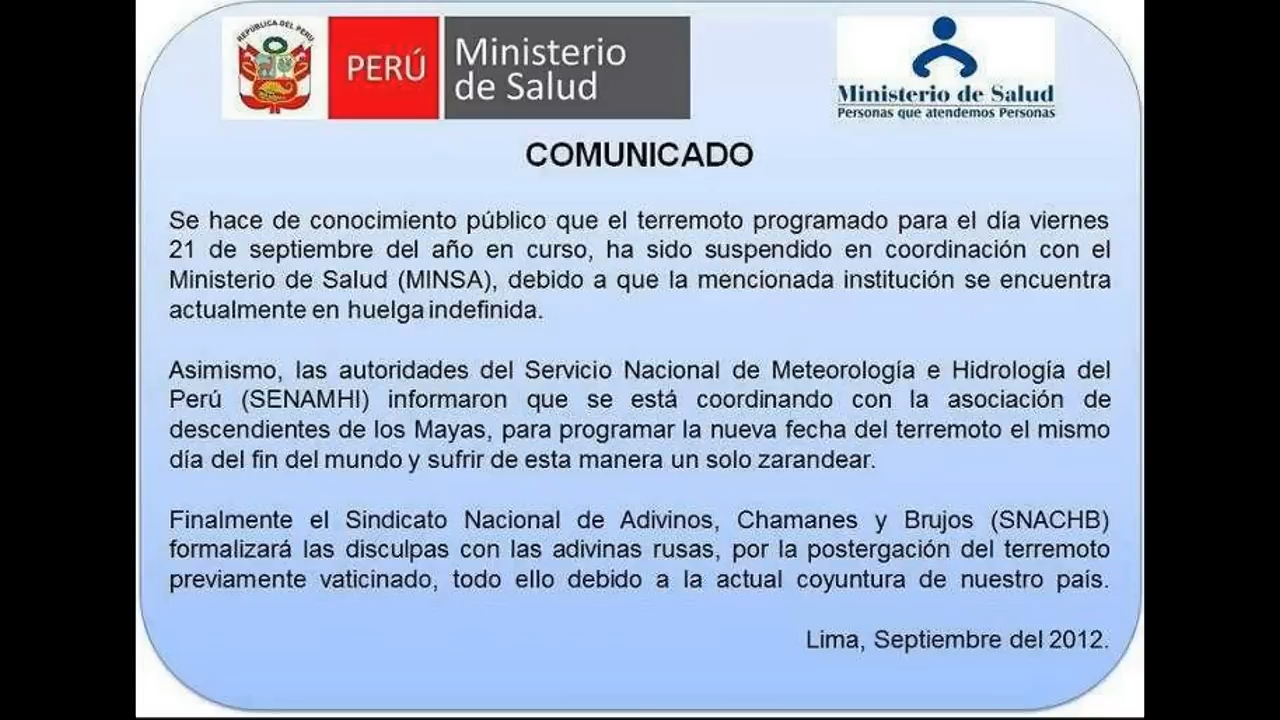 REPÚBLICA DEL PERÚ
PERÚ
Ministerio
de Salud
Ministerio de Salud
Personas que atendemos Personas
COMUNICADO
Se hace de conocimiento público que el terremoto programado para el día viernes
21 de septiembre del año en curso, ha sido suspendido en coordinación con el
Ministerio de Salud (MINSA), debido a que la mencionada institución se encuentra
actualmente en huelga indefinida.
Asimismo, las autoridades del Servicio Nacional de Meteorología e Hidrología del
Perú (SENAMHI) informaron que se está coordinando con la asociación de
descendientes de los Mayas, para programar la nueva fecha del terremoto el mismo
día del fin del mundo y sufrir de esta manera un solo zarandear.
Finalmente el Sindicato Nacional de Adivinos, Chamanes y Brujos (SNACHB)
formalizará las disculpas con las adivinas rusas, por la postergación del terremoto
previamente vaticinado, todo ello debido a la actual coyuntura de nuestro país.
Lima, Septiembre del 2012.